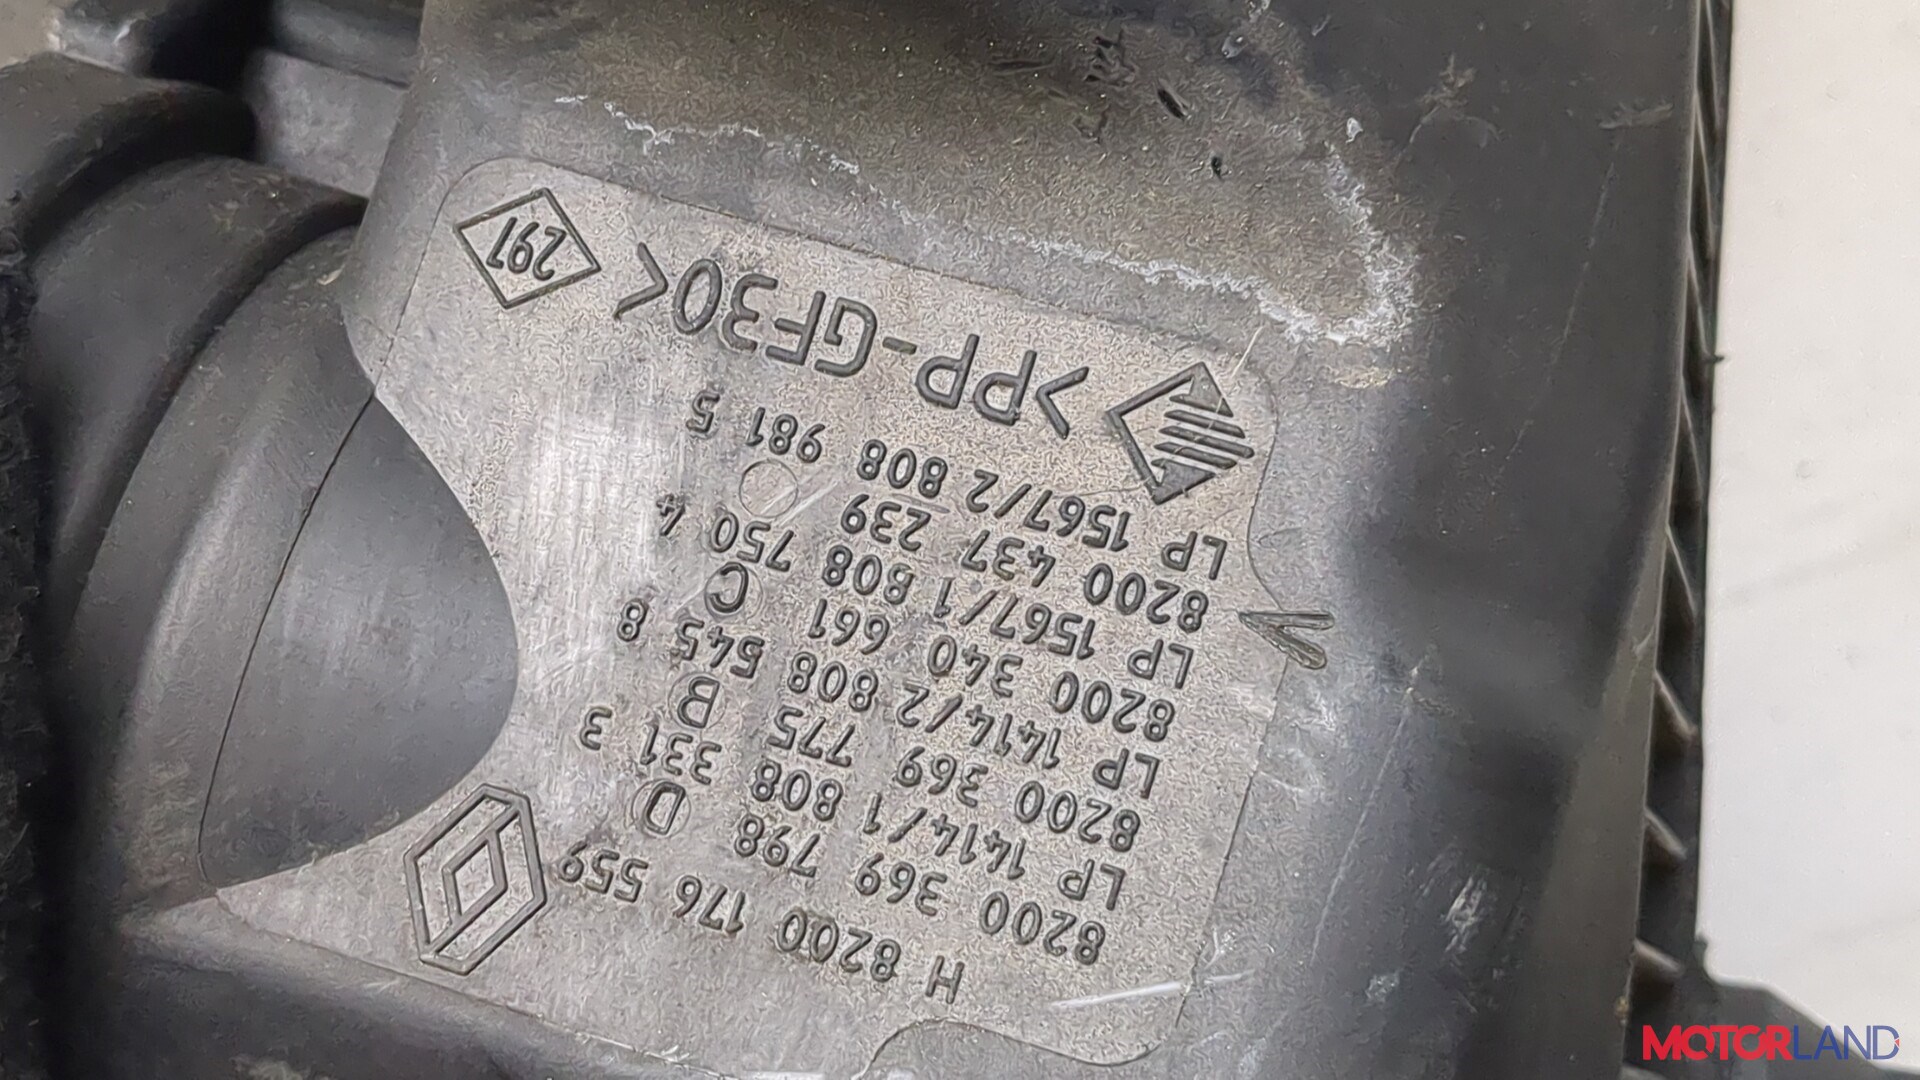 H 8200 176 559
8200 369 798 D
LP 1414/1 808 331 3
8200 369 775 B
LP 1414/2 808 545 8
8200 340 661 C
LP 1567/1 808 750 4
8200 437 239
LP 1567/2 808 981 5
>PP-GF30<
291
MOTORLAND